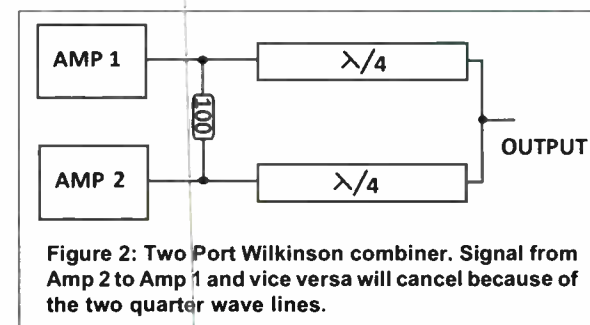 AMP 1
λ/4
100
OUTPUT
AMP 2
λ/4
Figure 2: Two Port Wilkinson combiner. Signal from
Amp 2 to Amp 1 and vice versa will cancel because of
the two quarter wave lines.